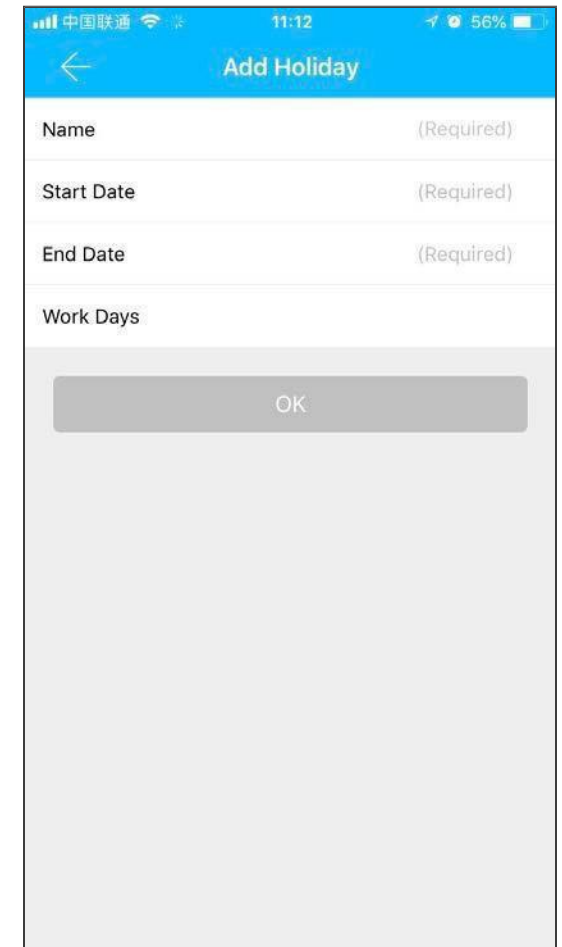 中国联通 11:12 56%
Add Holiday
Name (Required)
Start Date (Required)
End Date (Required)
Work Days
OK